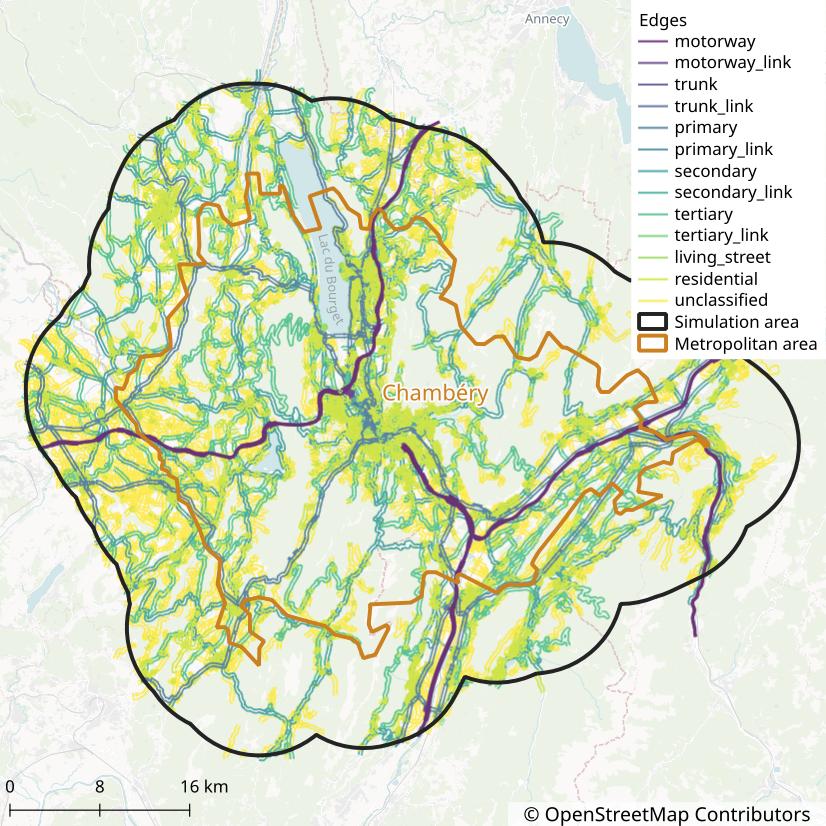 Annecy
Edges
motorway
motorway_link
trunk
trunk_link
primary
primary_link
secondary
secondary_link
tertiary
tertiary_link
living_street
residential
unclassified
Simulation area
Metropolitan area
Lac du Bourget
Chambéry
0 8 16 km
© OpenStreetMap Contributors